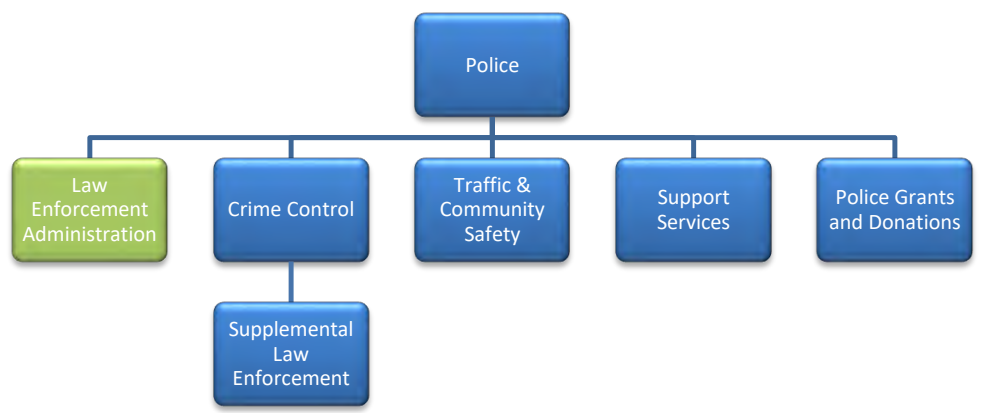 Police
Law
Enforcement
Administration
Crime Control
Traffic &
Community
Safety
Support
Services
Police Grants
and Donations
Supplemental
Law
Enforcement